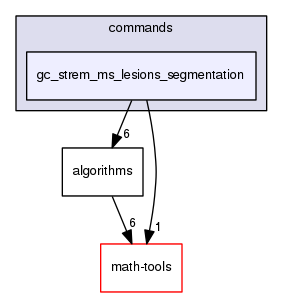 commands
gc_strem_ms_lesions_segmentation
6
algorithms
6
1
math-tools